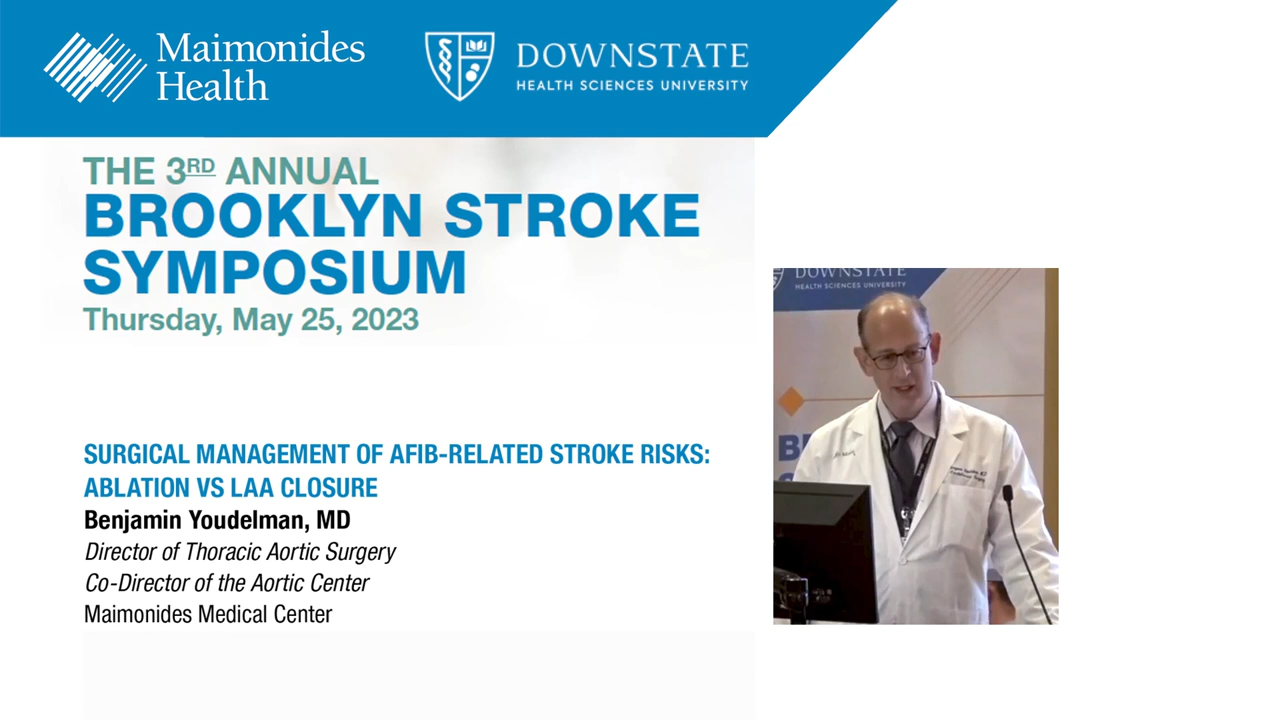 Maimonides
Health
DOWNSTATE
HEALTH SCIENCES UNIVERSITY
THE 3RD ANNUAL
BROOKLYN STROKE
SYMPOSIUM
Thursday, May 25, 2023
DOWNSTATE
HEALTH SCIENCES UNIVERSITY
SURGICAL MANAGEMENT OF AFIB-RELATED STROKE RISKS:
ABLATION VS LAA CLOSURE
Benjamin Youdelman, MD
Director of Thoracic Aortic Surgery
Co-Director of the Aortic Center
Maimonides Medical Center